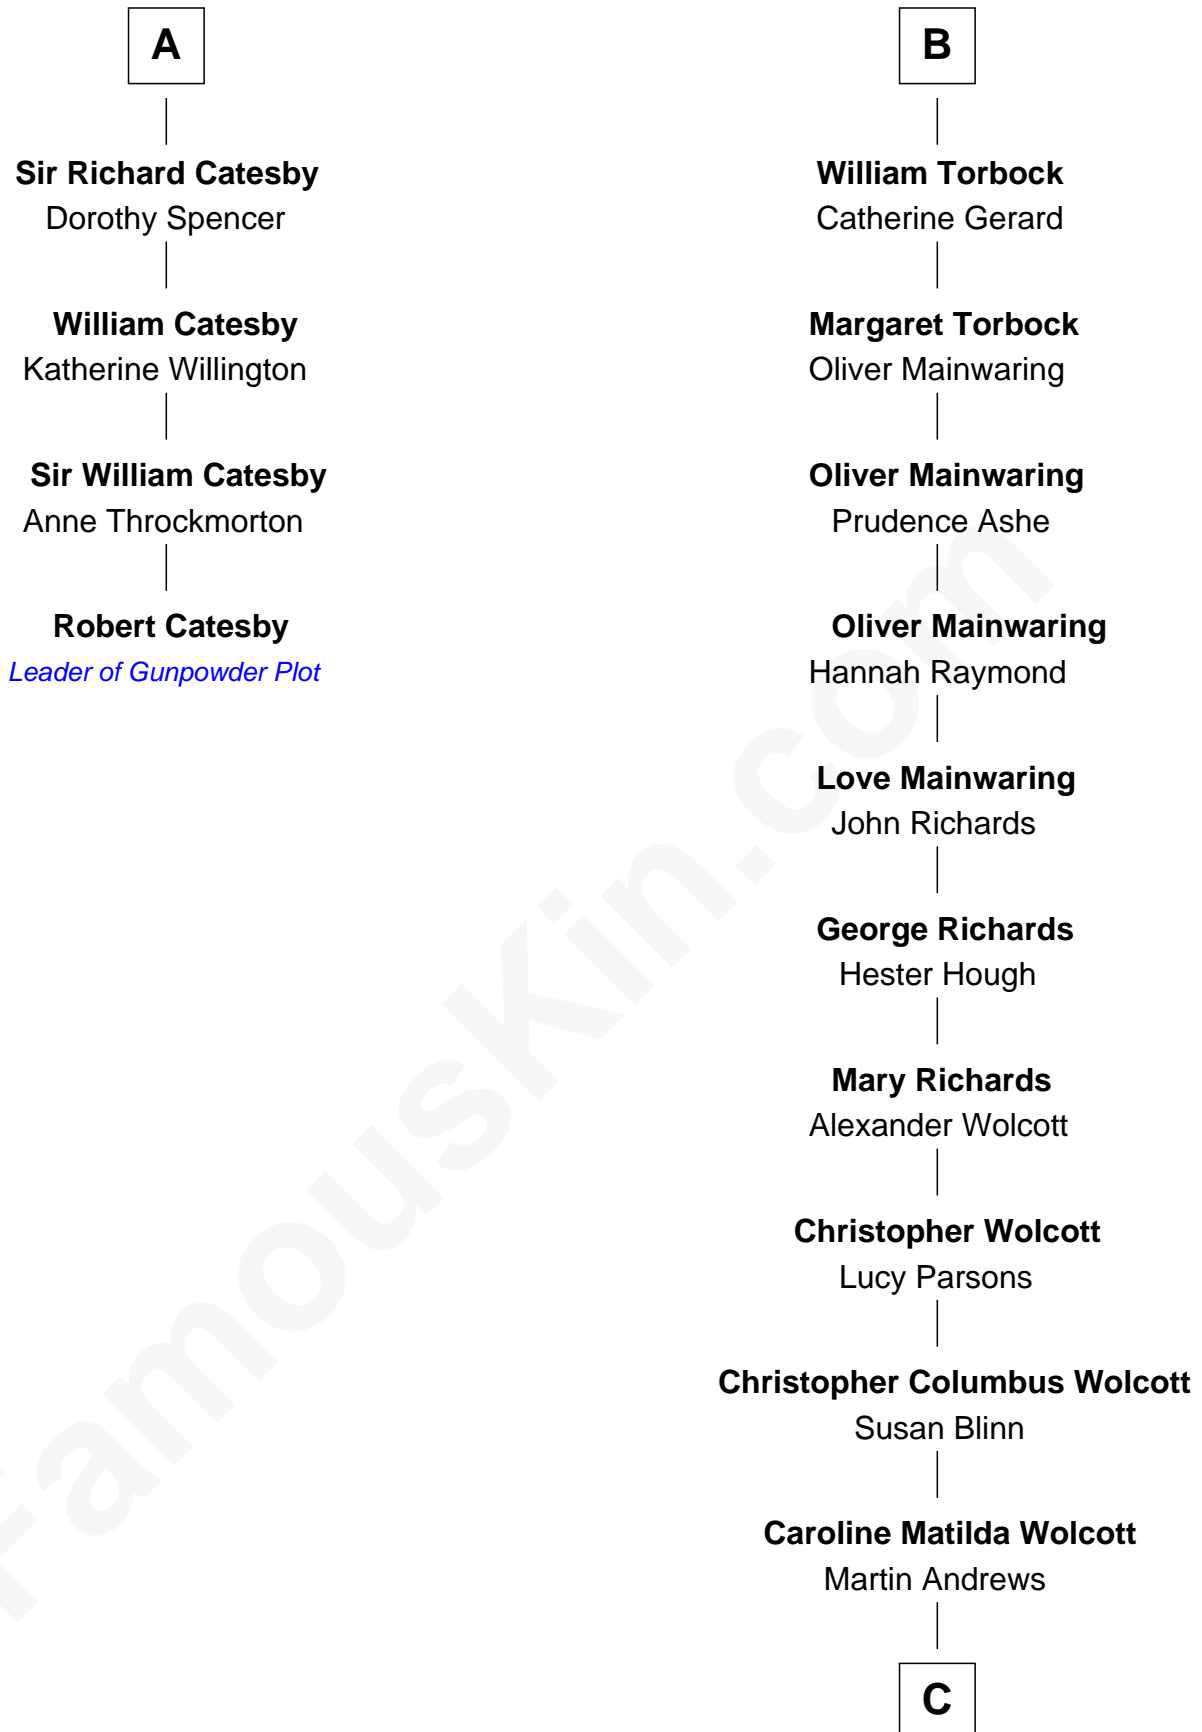 A
Sir Richard Catesby
Dorothy Spencer
William Catesby
Katherine Willington
Sir William Catesby
Anne Throckmorton
Robert Catesby
Leader of Gunpowder Plot
B
William Torbock
Catherine Gerard
Margaret Torbock
Oliver Mainwaring
Oliver Mainwaring
Prudence Ashe
Oliver Mainwaring
Hannah Raymond
Love Mainwaring
John Richards
George Richards
Hester Hough
Mary Richards
Alexander Wolcott
Christopher Wolcott
Lucy Parsons
Christopher Columbus Wolcott
Susan Blinn
Caroline Matilda Wolcott
Martin Andrews
C
FamousKin.com